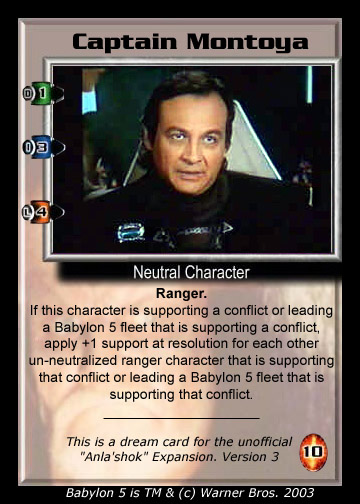 Captain Montoya
D 1
I 3
L 4
Neutral Character
Ranger.
If this character is supporting a conflict or leading
a Babylon 5 fleet that is supporting a conflict,
apply +1 support at resolution for each other
un-neutralized ranger character that is supporting
that conflict or leading a Babylon 5 fleet that is
supporting that conflict.
This is a dream card for the unofficial
"Anla'shok" Expansion. Version 3
10
Babylon 5 is TM & (c) Warner Bros. 2003